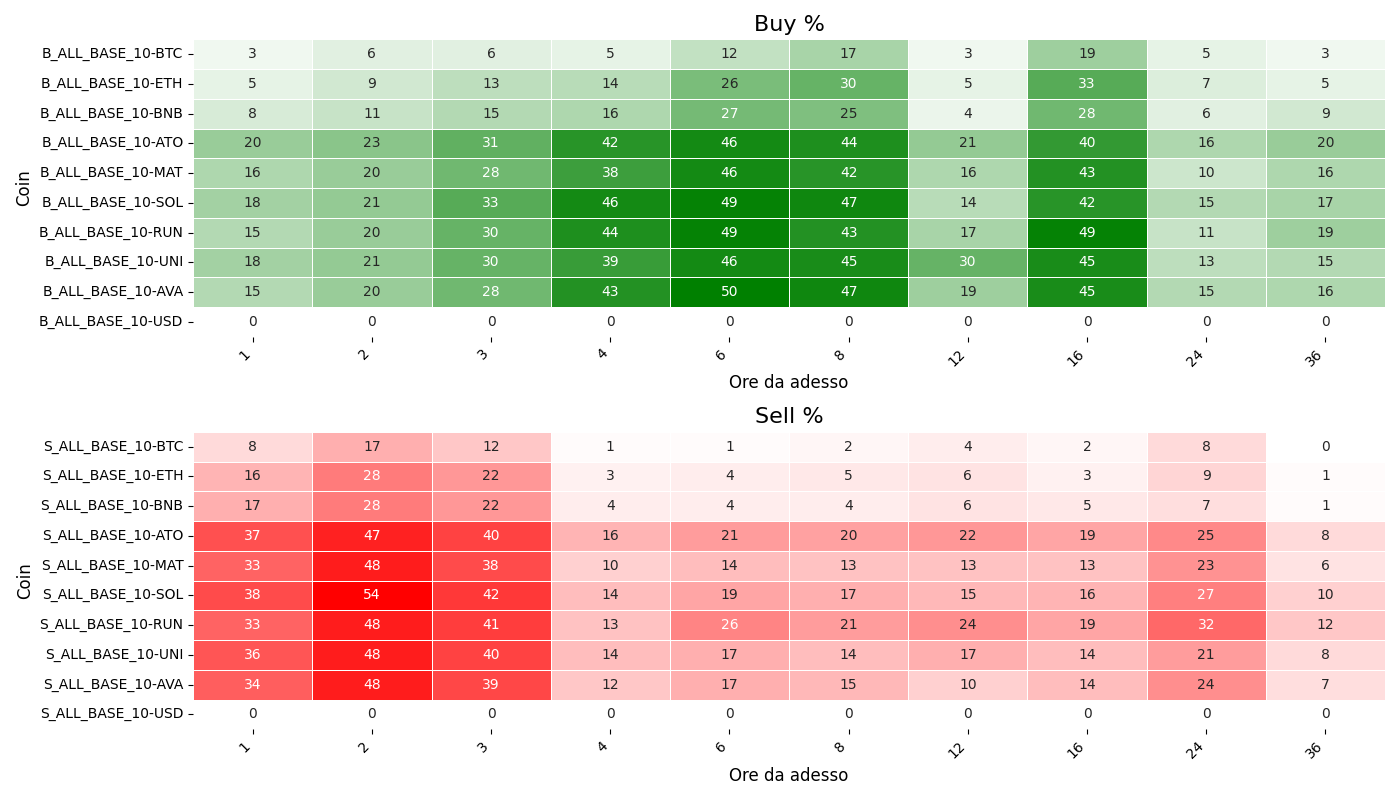 Buy %
Coin
B_ALL_BASE_10-BTC 3 6 6 5 12 17 3 19 5 3
B_ALL_BASE_10-ETH 5 9 13 14 26 30 5 33 7 5
B_ALL_BASE_10-BNB 8 11 15 16 27 25 4 28 6 9
B_ALL_BASE_10-ATO 20 23 31 42 46 44 21 40 16 20
B_ALL_BASE_10-MAT 16 20 28 38 46 42 16 43 10 16
B_ALL_BASE_10-SOL 18 21 33 46 49 47 14 42 15 17
B_ALL_BASE_10-RUN 15 20 30 44 49 43 17 49 11 19
B_ALL_BASE_10-UNI 18 21 30 39 46 45 30 45 13 15
B_ALL_BASE_10-AVA 15 20 28 43 50 47 19 45 15 16
B_ALL_BASE_10-USD 0 0 0 0 0 0 0 0 0 0
1 2 3 4 6 8 12 16 24 36
Ore da adesso
Sell %
Coin
S_ALL_BASE_10-BTC 8 17 12 1 1 2 4 2 8 0
S_ALL_BASE_10-ETH 16 28 22 3 4 5 6 3 9 1
S_ALL_BASE_10-BNB 17 28 22 4 4 4 6 5 7 1
S_ALL_BASE_10-ATO 37 47 40 16 21 20 22 19 25 8
S_ALL_BASE_10-MAT 33 48 38 10 14 13 13 13 23 6
S_ALL_BASE_10-SOL 38 54 42 14 19 17 15 16 27 10
S_ALL_BASE_10-RUN 33 48 41 13 26 21 24 19 32 12
S_ALL_BASE_10-UNI 36 48 40 14 17 14 17 14 21 8
S_ALL_BASE_10-AVA 34 48 39 12 17 15 10 14 24 7
S_ALL_BASE_10-USD 0 0 0 0 0 0 0 0 0 0
1 2 3 4 6 8 12 16 24 36
Ore da adesso